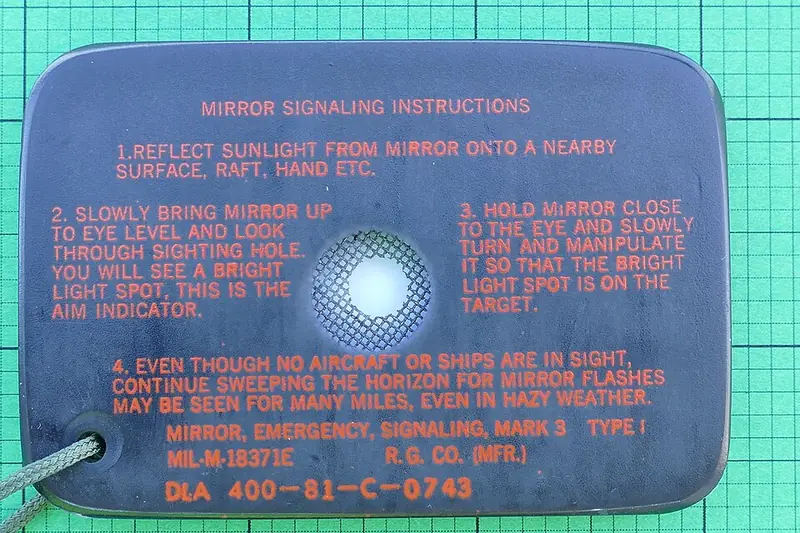 MIRROR SIGNALING INSTRUCTIONS
1.REFLECT SUNLIGHT FROM MIRROR ONTO A NEARBY
SURFACE, RAFT, HAND ETC.
2. SLOWLY BRING MIRROR UP
TO EYE LEVEL AND LOOK
THROUGH SIGHTING HOLE.
YOU WILL SEE A BRIGHT
LIGHT SPOT, THIS IS THE
AIM INDICATOR.
3. HOLD MIRROR CLOSE
TO THE EYE AND SLOWLY
TURN AND MANIPULATE
IT SO THAT THE BRIGHT
LIGHT SPOT IS ON THE
TARGET.
4. EVEN THOUGH NO AIRCRAFT OR SHIPS ARE IN SIGHT,
CONTINUE SWEEPING THE HORIZON FOR MIRROR FLASHES
MAY BE SEEN FOR MANY MILES, EVEN IN HAZY WEATHER.
MIRROR, EMERGENCY, SIGNALING, MARK 3 TYPE I
MIL-M-18371E R.G. CO. (MFR.)
DLA 400-81-C-0743